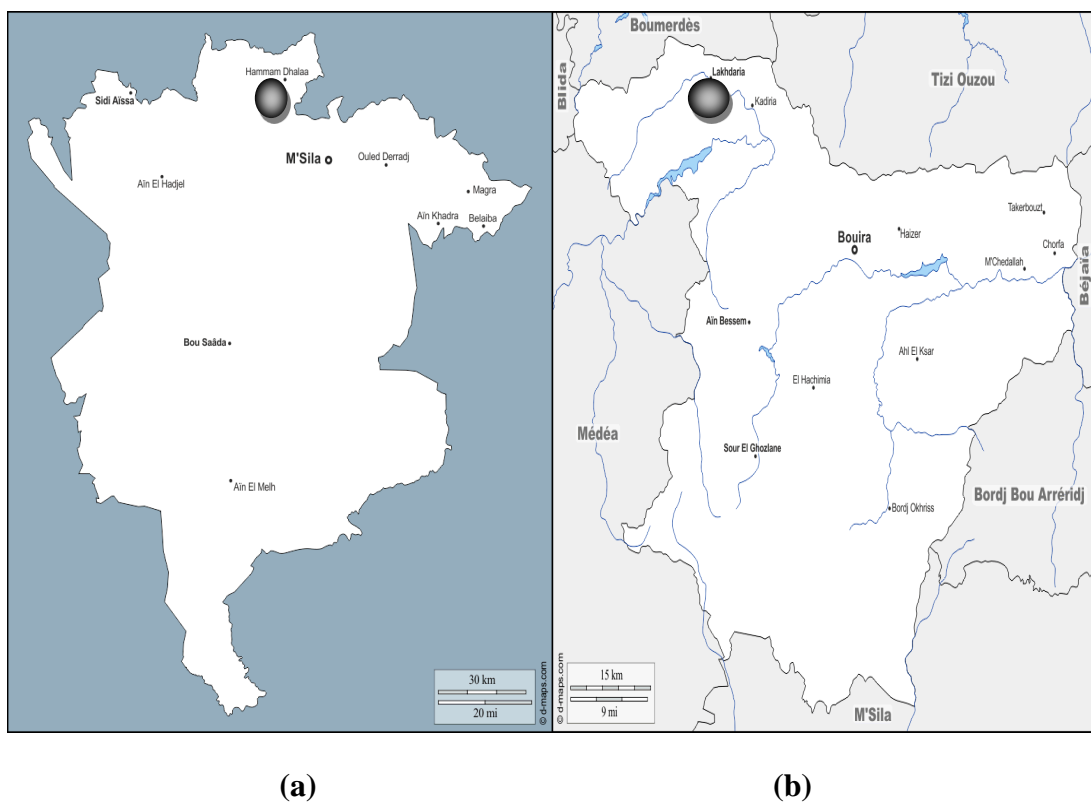 Hammam Dhalaa
Sidi Aïssa
M'Sila
Ouled Derradj
Aïn El Hadjel
Magra
Aïn Khadra
Belaiba
Bou Saâda
Aïn El Melh
30 km
20 mi
© d-maps.com
(a)
Boumerdès
Blida
Lakhdaria
Tizi Ouzou
Kadiria
Takerbouzt
Haizer
Bouira
Chorfa
M'Chedallah
Béjaïa
Aïn Bessem
Ahl El Ksar
El Hachimia
Médéa
Sour El Ghozlane
Bordj Bou Arréridj
Bordj Okhriss
15 km
9 mi
© d-maps.com
M'Sila
(b)